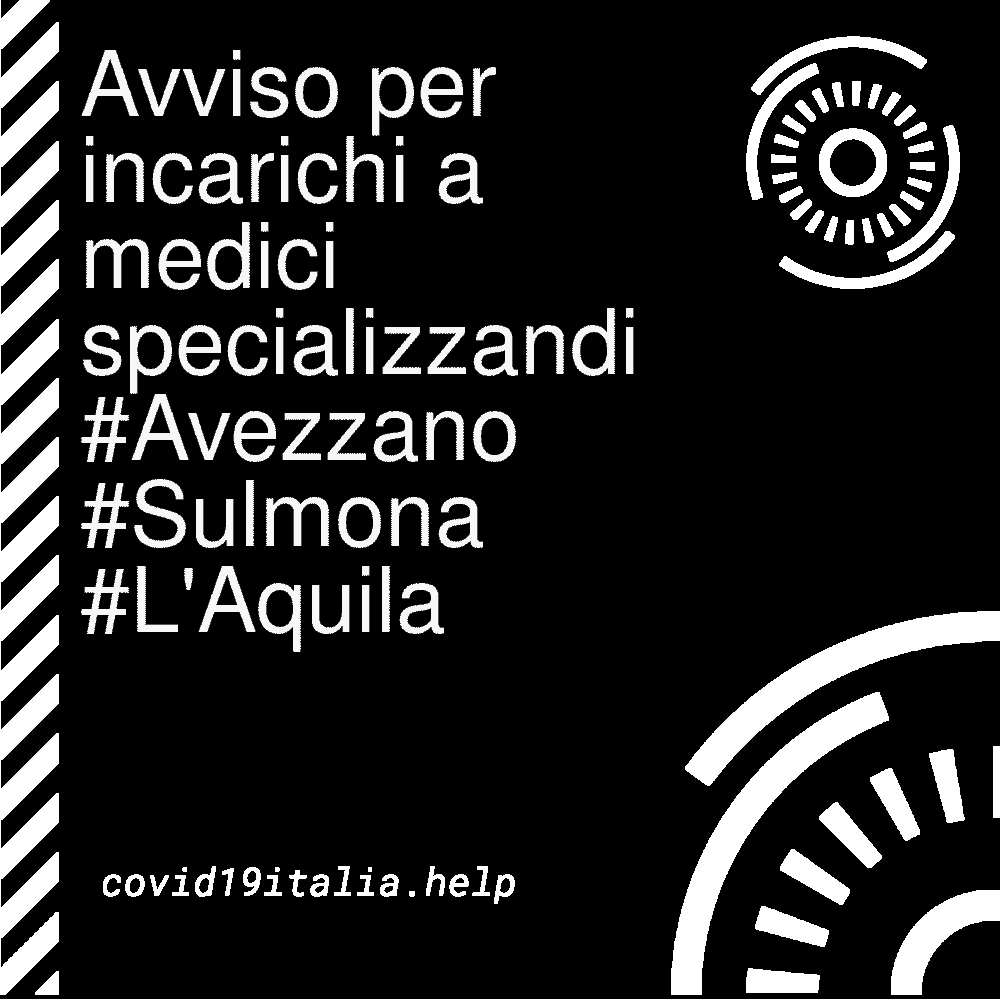 Avviso per
incarichi a
medici
specializzandi
#Avezzano
#Sulmona
#L'Aquila
covid19italia.help